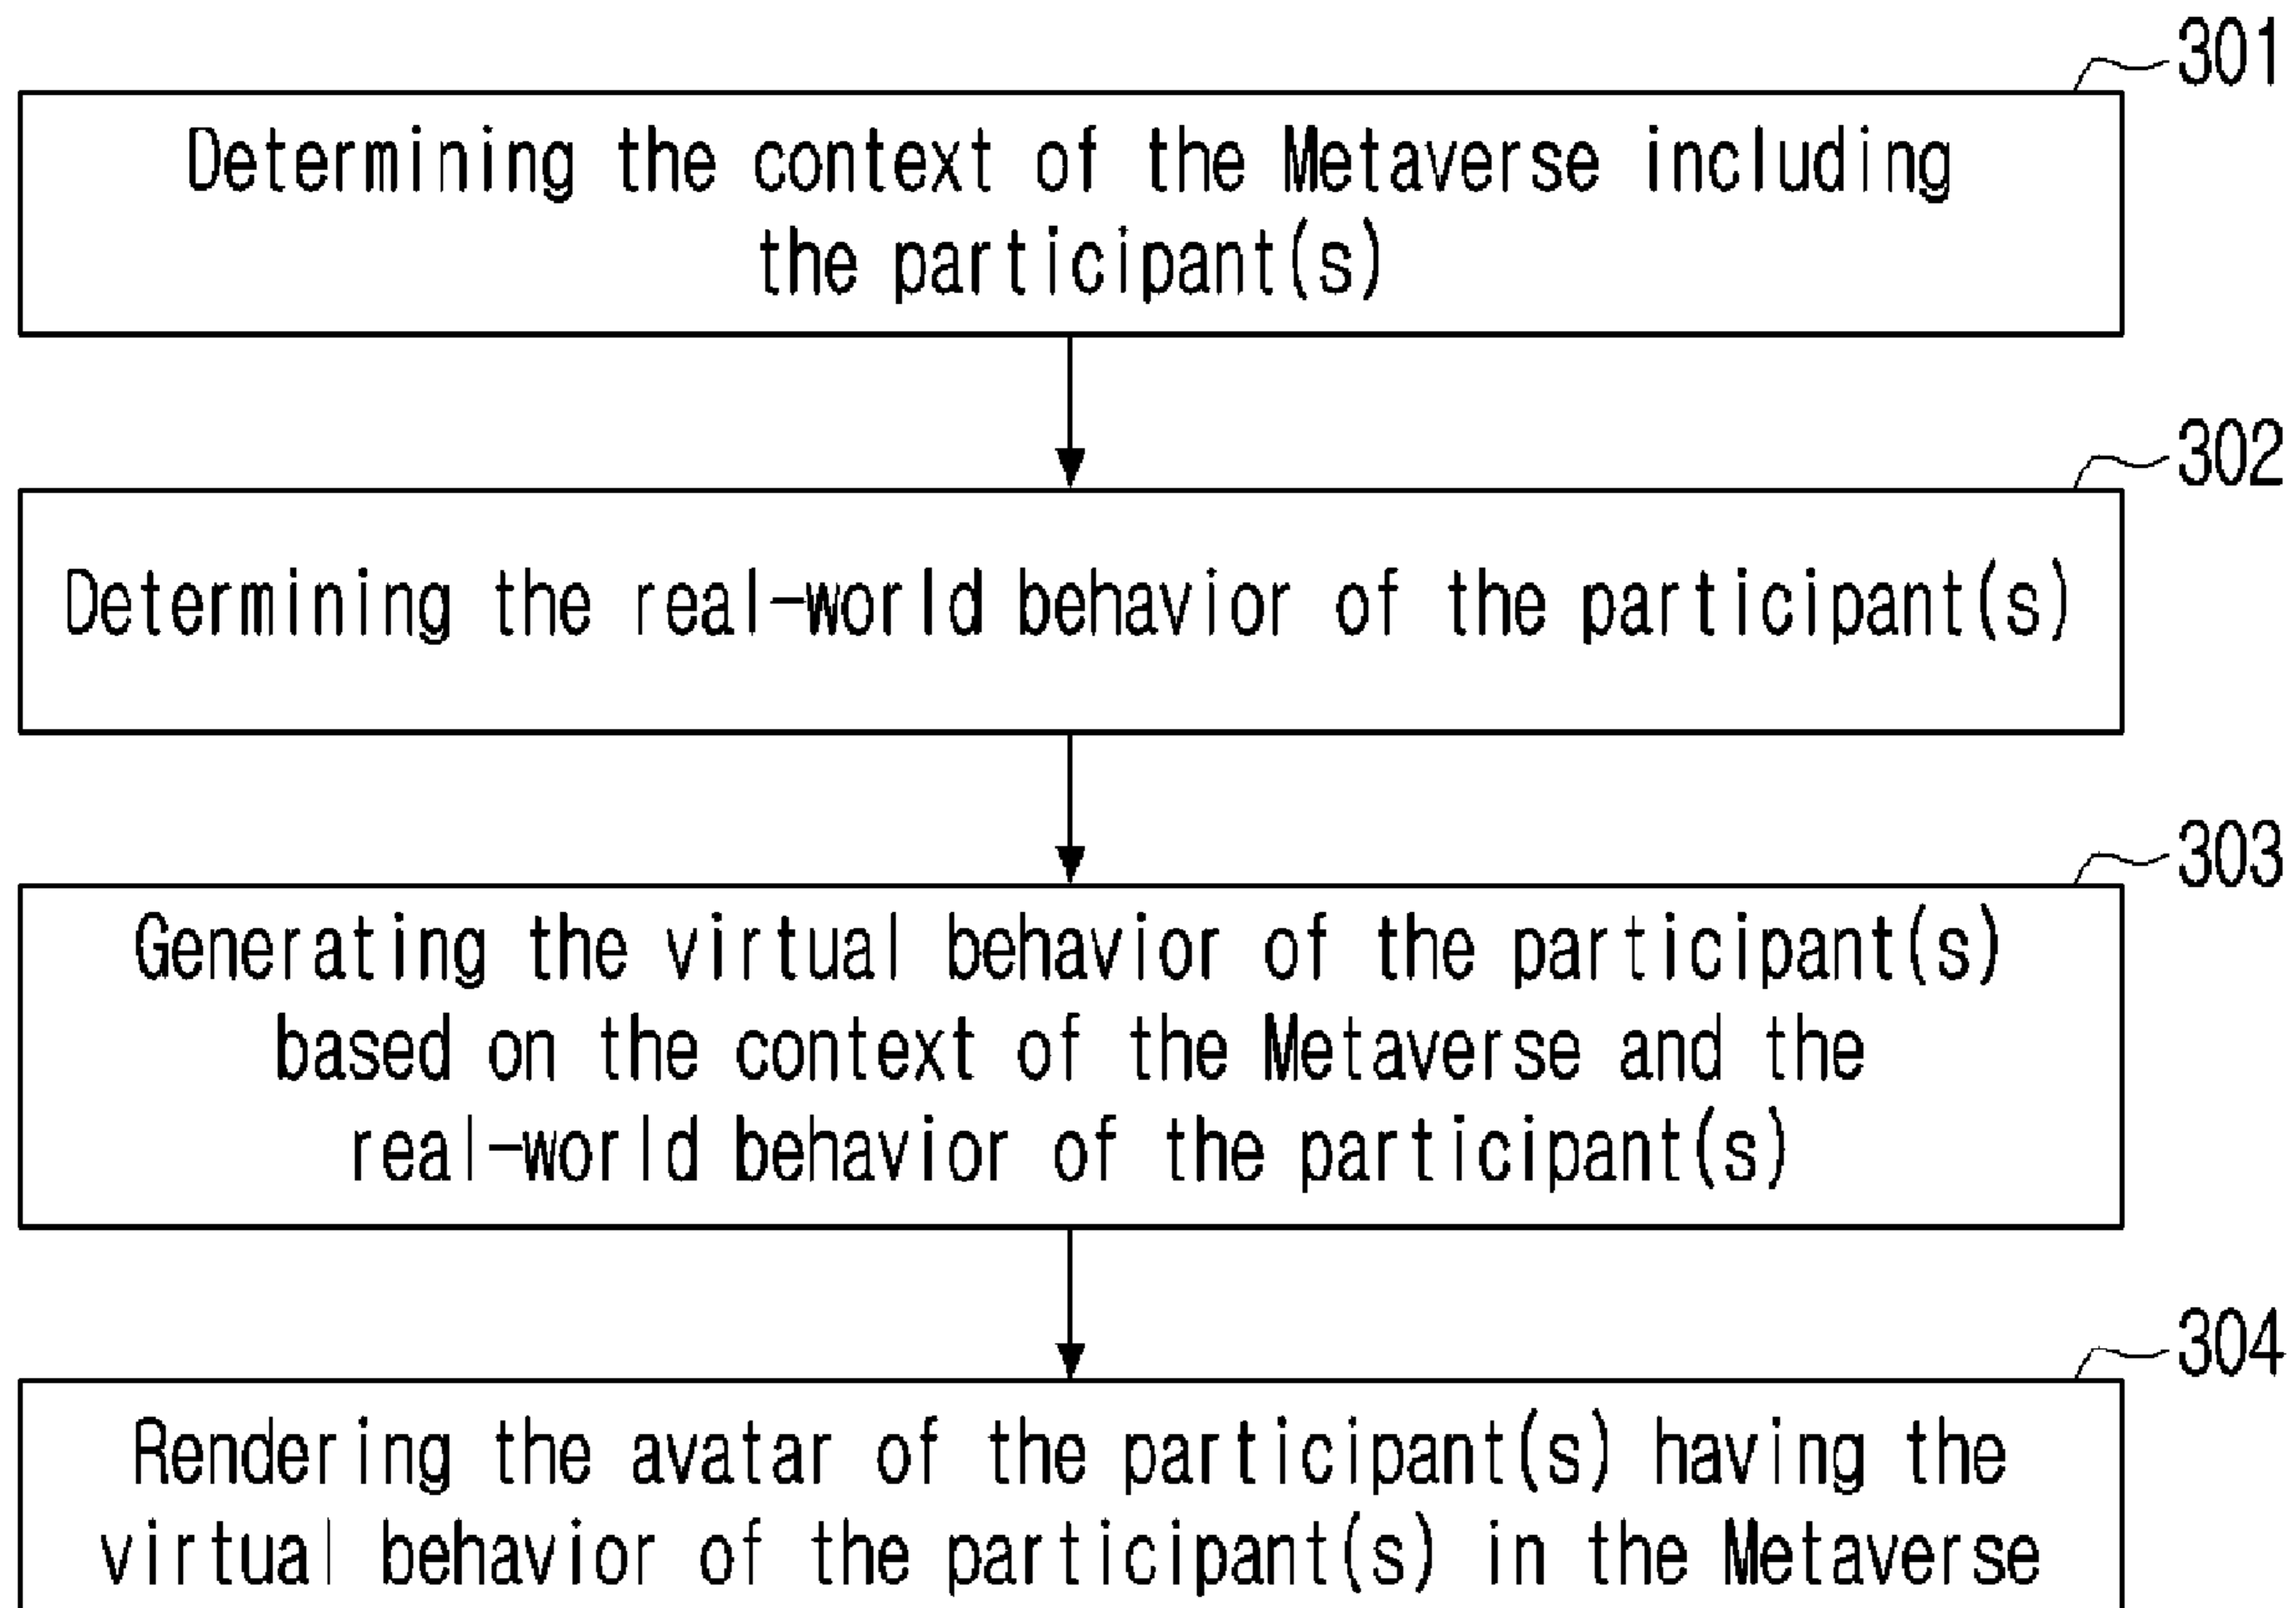 301
Determining the context of the Metaverse including
the participant(s)
302
Determining the real-world behavior of the participant(s)
303
Generating the virtual behavior of the participant(s)
based on the context of the Metaverse and the
real-world behavior of the participant(s)
304
Rendering the avatar of the participant(s) having the
virtual behavior of the participant(s) in the Metaverse